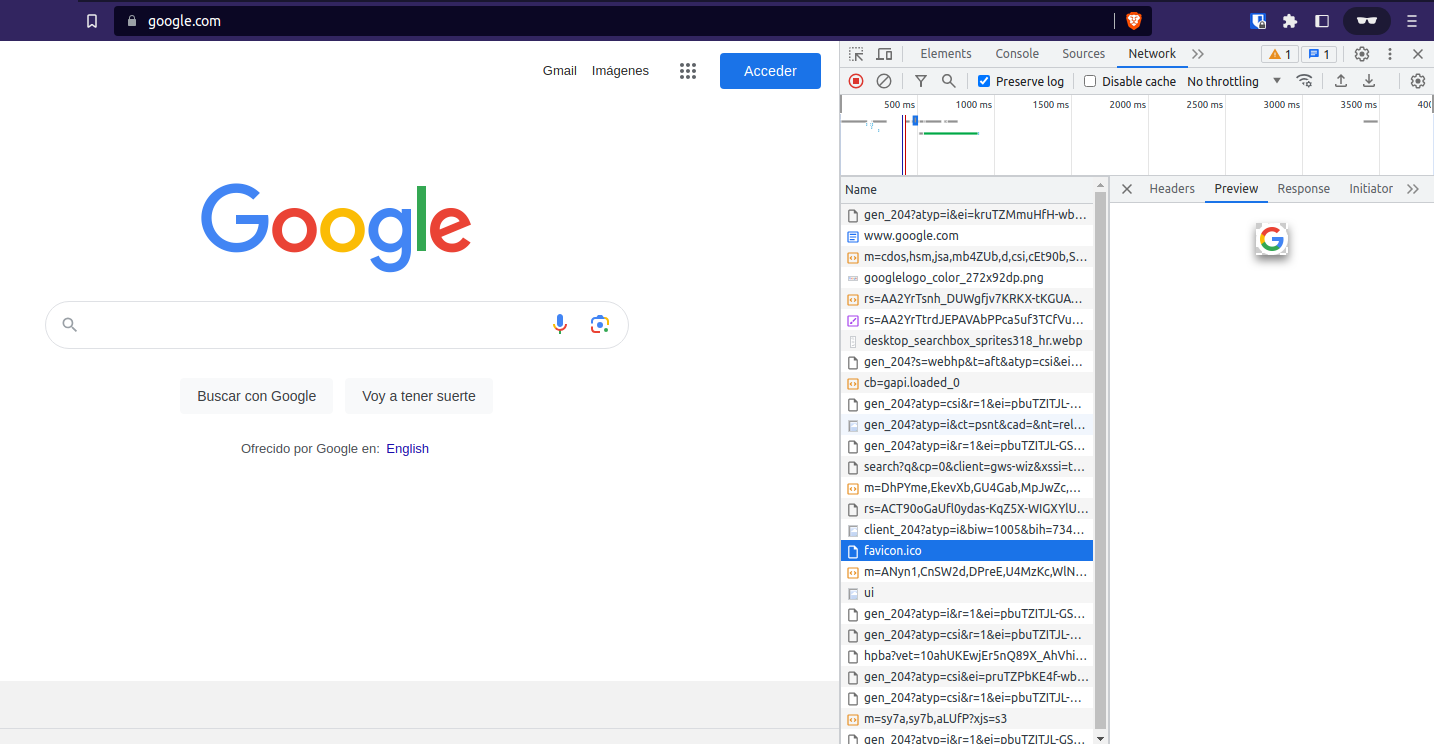 google.com
Gmail Imágenes Acceder
Google
Buscar con Google Voy a tener suerte
Ofrecido por Google en: English
Elements Console Sources Network 1 1
Preserve log Disable cache No throttling
500 ms 1000 ms 1500 ms 2000 ms 2500 ms 3000 ms 3500 ms 400
Name
Headers Preview Response Initiator
gen_204?atyp=i&ei=kruTZMmuHfH-wb...
www.google.com
m=cdos,hsm,jsa,mb4ZUb,d,csi,cEt90b,S...
googlelogo_color_272x92dp.png
rs=AA2YrTsnh_DUWgfjv7KRKX-tKGUA...
rs=AA2YrTtrdJEPAVAbPPca5uf3TCfVu...
desktop_searchbox_sprites318_hr.webp
gen_204?s=webhp&t=aft&atyp=csi&ei...
cb=gapi.loaded_0
gen_204?atyp=csi&r=1&ei=pbuTZITJL-...
gen_204?atyp=i&ct=psnt&cad=&nt=rel...
gen_204?atyp=i&r=1&ei=pbuTZITJL-GS...
search?q&cp=0&client=gws-wiz&xssi=t...
m=DhPYme,EkevXb,GU4Gab,MpJwZc,...
rs=ACT90oGaUfl0ydas-KqZ5X-WIGXYlU...
client_204?atyp=i&biw=1005&bih=734...
favicon.ico
m=ANyn1,CnSW2d,DPreE,U4MzKc,WlN...
ui
gen_204?atyp=i&r=1&ei=pbuTZITJL-GS...
gen_204?atyp=csi&r=1&ei=pbuTZITJL-...
hpba?vet=10ahUKEwjEr5nQ89X_AhVhi...
gen_204?atyp=csi&ei=pruTZPbKE4f-wb...
gen_204?atyp=csi&r=1&ei=pbuTZITJL-...
m=sy7a,sy7b,aLUfP?xjs=s3
gen_204?atyp=i&r=1&ei=pbuTZITJL-GS...